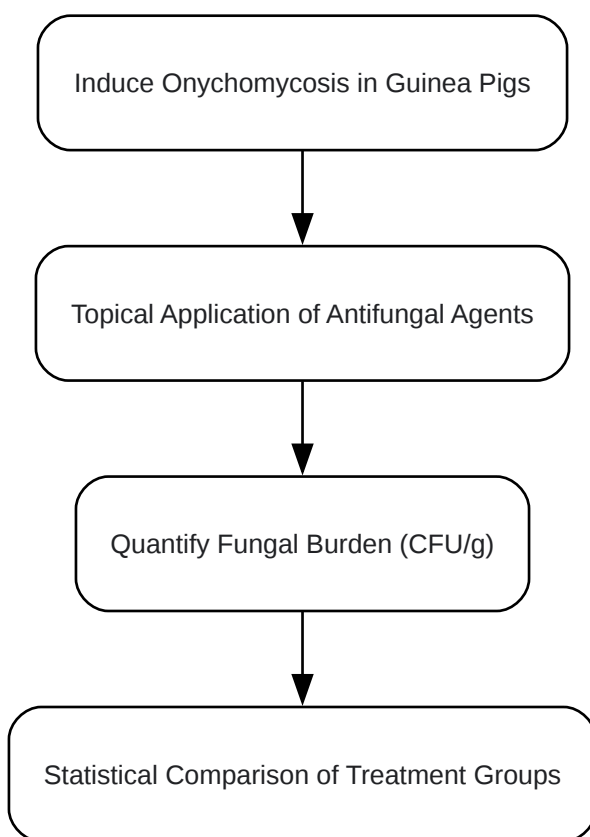 Induce Onychomycosis in Guinea Pigs
Topical Application of Antifungal Agents
Quantify Fungal Burden (CFU/g)
Statistical Comparison of Treatment Groups